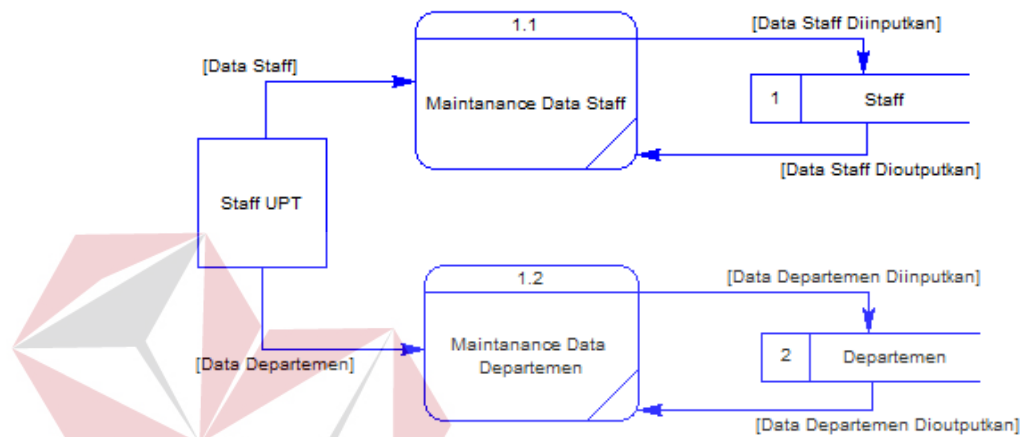 1.1
[Data Staff Diinputkan]
[Data Staff]
Maintanance Data Staff
1
Staff
[Data Staff Dioutputkan]
Staff UPT
1.2
[Data Departemen Diinputkan]
Maintanance Data
Departemen
2
Departemen
[Data Departemen]
[Data Departemen Dioutputkan]